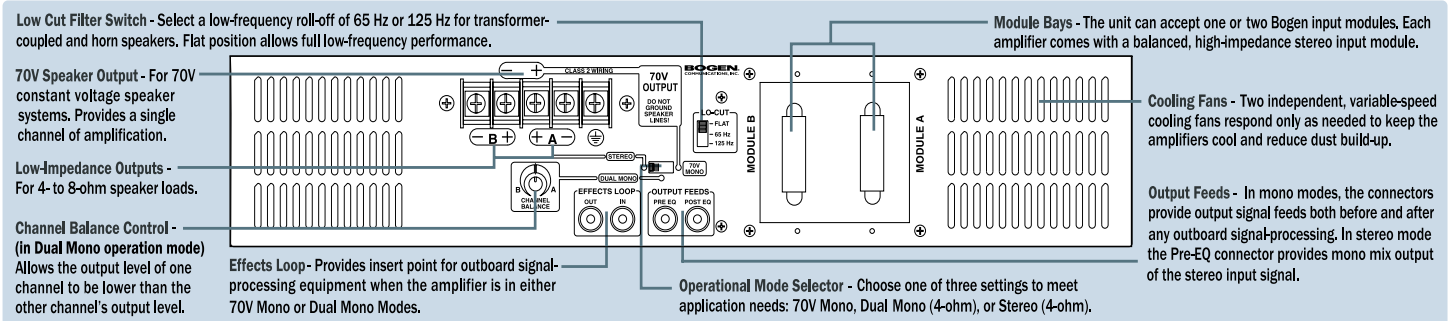 Low Cut Filter Switch - Select a low-frequency roll-off of 65 Hz or 125 Hz for transformer-
coupled and horn speakers. Flat position allows full low-frequency performance.
Module Bays - The unit can accept one or two Bogen input modules. Each
amplifier comes with a balanced, high-impedance stereo input module.
70V Speaker Output - For 70V
constant voltage speaker
systems. Provides a single
channel of amplification.
Low-Impedance Outputs -
For 4- to 8-ohm speaker loads.
Channel Balance Control -
(in Dual Mono operation mode)
Allows the output level of one
channel to be lower than the
other channel's output level.
- +
CLASS 2 WIRING
70V
OUTPUT
DO NOT
GROUND
SPEAKER
LINES!
- B +
+ A -
BOGEN
COMMUNICATIONS, INC.
LO-CUT
FLAT
65 Hz
125 Hz
STEREO
DUAL MONO
70V
MONO
B A
CHANNEL
BALANCE
EFFECTS LOOP
OUT IN
OUTPUT FEEDS
PRE EQ POST EQ
MODULE B
MODULE A
Cooling Fans - Two independent, variable-speed
cooling fans respond only as needed to keep the
amplifiers cool and reduce dust build-up.
Output Feeds - In mono modes, the connectors
provide output signal feeds both before and after
any outboard signal-processing. In stereo mode
the Pre-EQ connector provides mono mix output
of the stereo input signal.
Effects Loop - Provides insert point for outboard signal-
processing equipment when the amplifier is in either
70V Mono or Dual Mono Modes.
Operational Mode Selector - Choose one of three settings to meet
application needs: 70V Mono, Dual Mono (4-ohm), or Stereo (4-ohm).